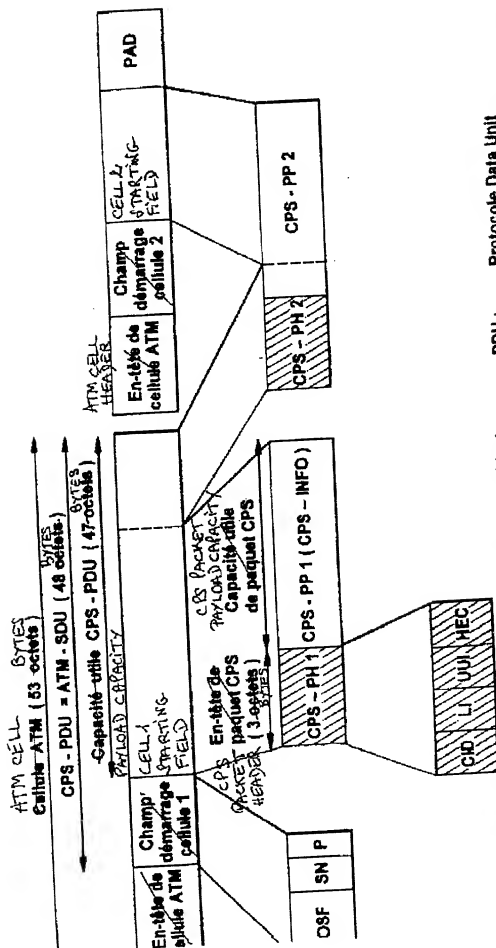 ATM CELL BYTES
Cellule ATM (53 octets)
BYTES
CPS - PDU = ATM - SDU (48 octets)
BYTES
Capacité utile CPS - PDU (47 octets)
PAYLOAD CAPACITY
ATM CELL
HEADER
En-tête de
cellule ATM
Champ
démarrage
cellule 1
CELL 1
STARTING
FIELD
En-tête de
cellule ATM
Champ
démarrage
cellule 2
CELL 2
STARTING
FIELD
PAD
OSF
SN
P
CPS
PACKET
HEADER
En-tête de
paquet CPS
(3 octets)
BYTES
CPS PACKET
PAYLOAD CAPACITY
Capacité utile
de paquet CPS
CPS - PH 1
CPS - PP 1 ( CPS - INFO )
CPS - PH 2
CPS - PP 2
CID
LI
UUI
HEC
PDU :
Protocole Data Unit